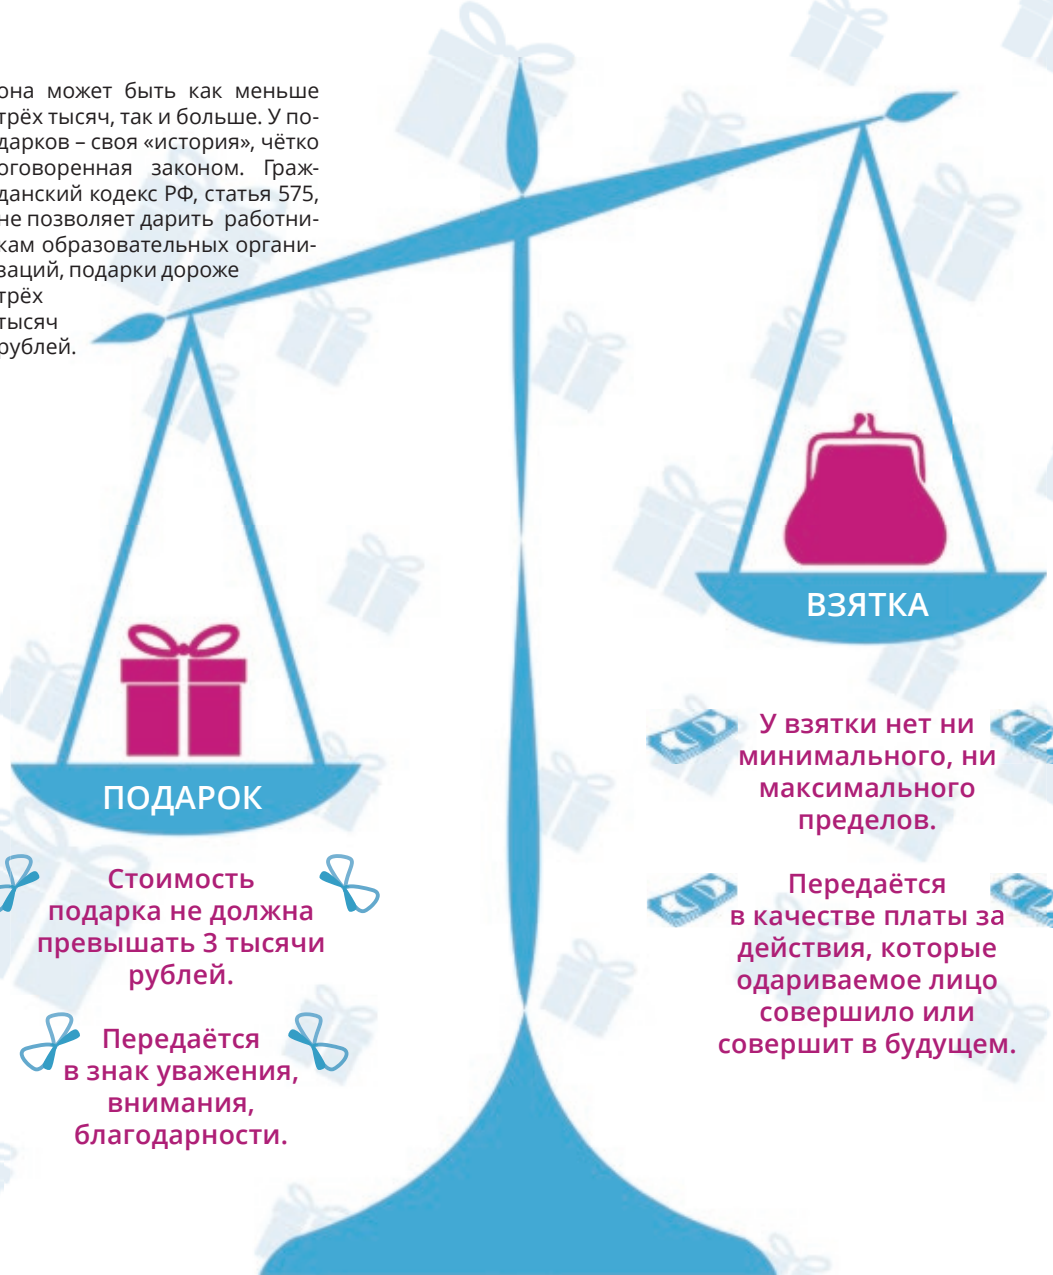 она может быть как меньше
трёх тысяч, так и больше. У по-
дарков – своя «история», чётко
оговоренная законом. Граж-
данский кодекс РФ, статья 575,
не позволяет дарить работни-
кам образовательных органи-
заций, подарки дороже
трёх
тысяч
рублей.
ВЗЯТКА
ПОДАРОК
У взятки нет ни
минимального, ни
максимального
пределов.
Передаётся
в качестве платы за
действия, которые
одариваемое лицо
совершило или
совершит в будущем.
Стоимость
подарка не должна
превышать 3 тысячи
рублей.
Передаётся
в знак уважения,
внимания,
благодарности.